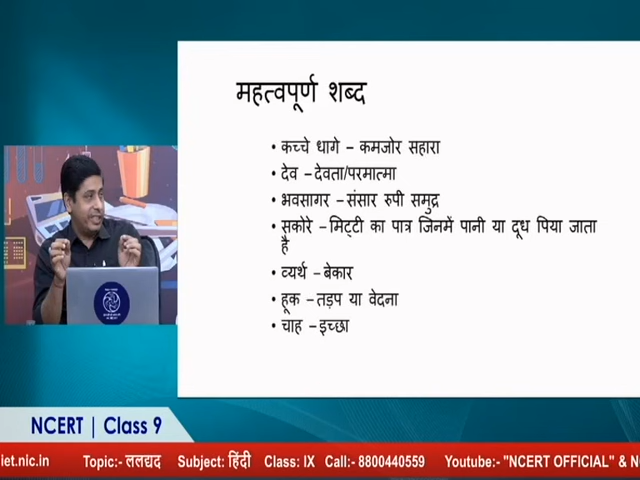 महत्वपूर्ण शब्द
• कच्चे धागे – कमजोर सहारा
• देव –देवता/परमात्मा
• भवसागर –संसार रुपी समुद्र
• सकोरे –मिट्टी का पात्र जिनमें पानी या दूध पिया जाता
है
• व्यर्थ –बेकार
• हूक –तड़प या वेदना
• चाह –इच्छा
NCERT | Class 9
iet.nic.in Topic:- ललद्यद Subject: हिंदी Class: IX Call:- 8800440559 Youtube:- "NCERT OFFICIAL" & N